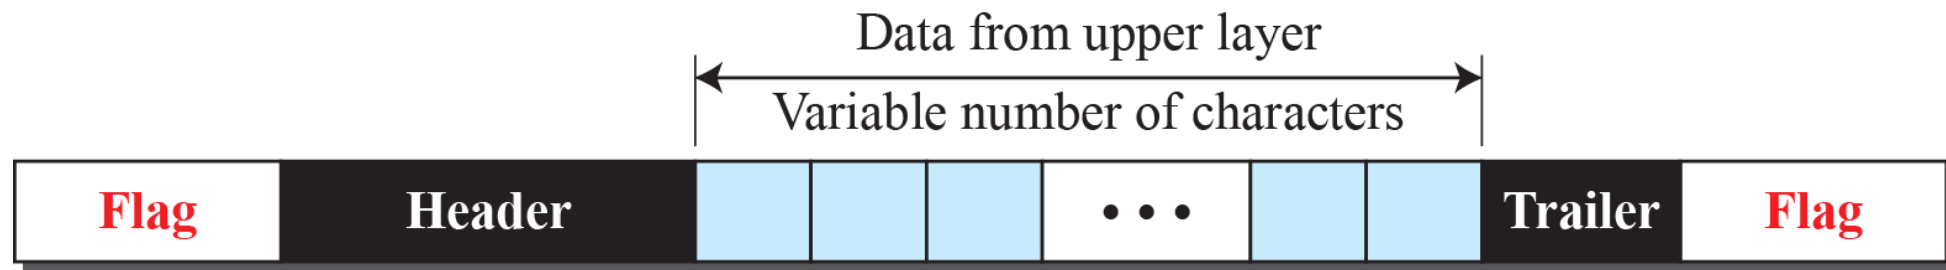 Data from upper layer
Variable number of characters
Flag Header • • • Trailer Flag